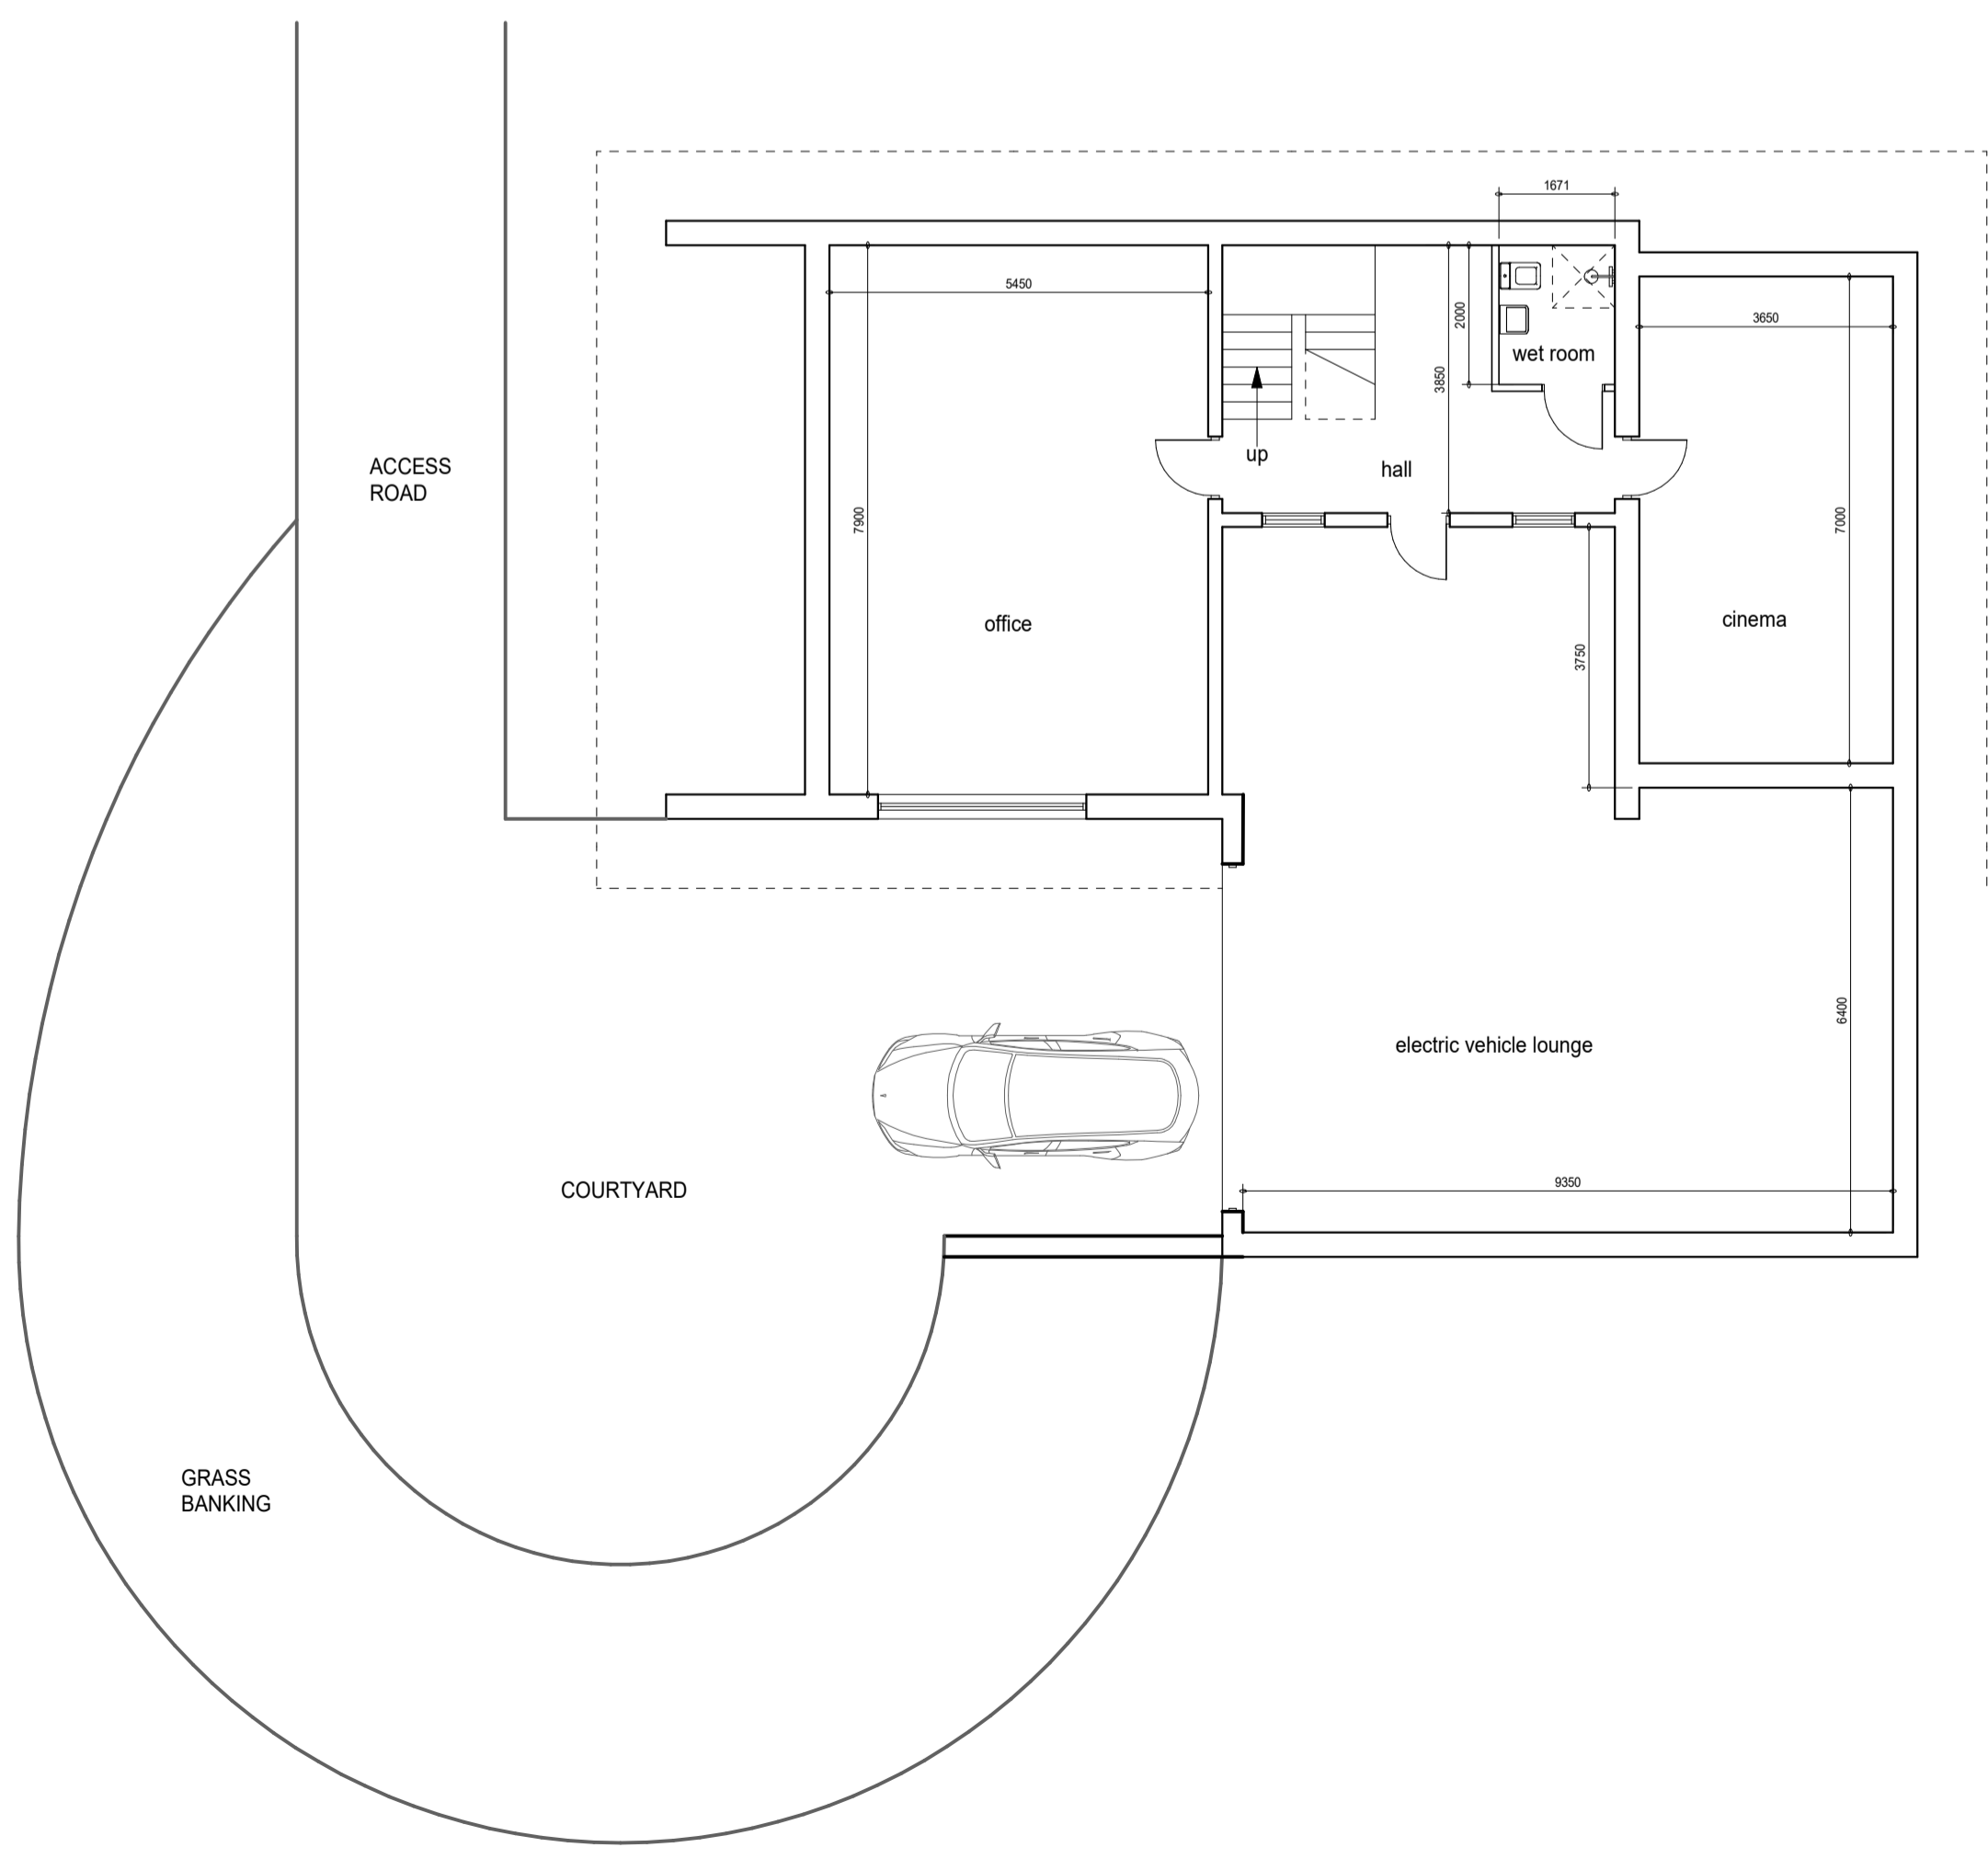 1671
5450
3650
2000
wet room
3850
up
hall
ACCESS
ROAD
7900
7000
office
cinema
3750
6400
electric vehicle lounge
9350
COURTYARD
GRASS
BANKING